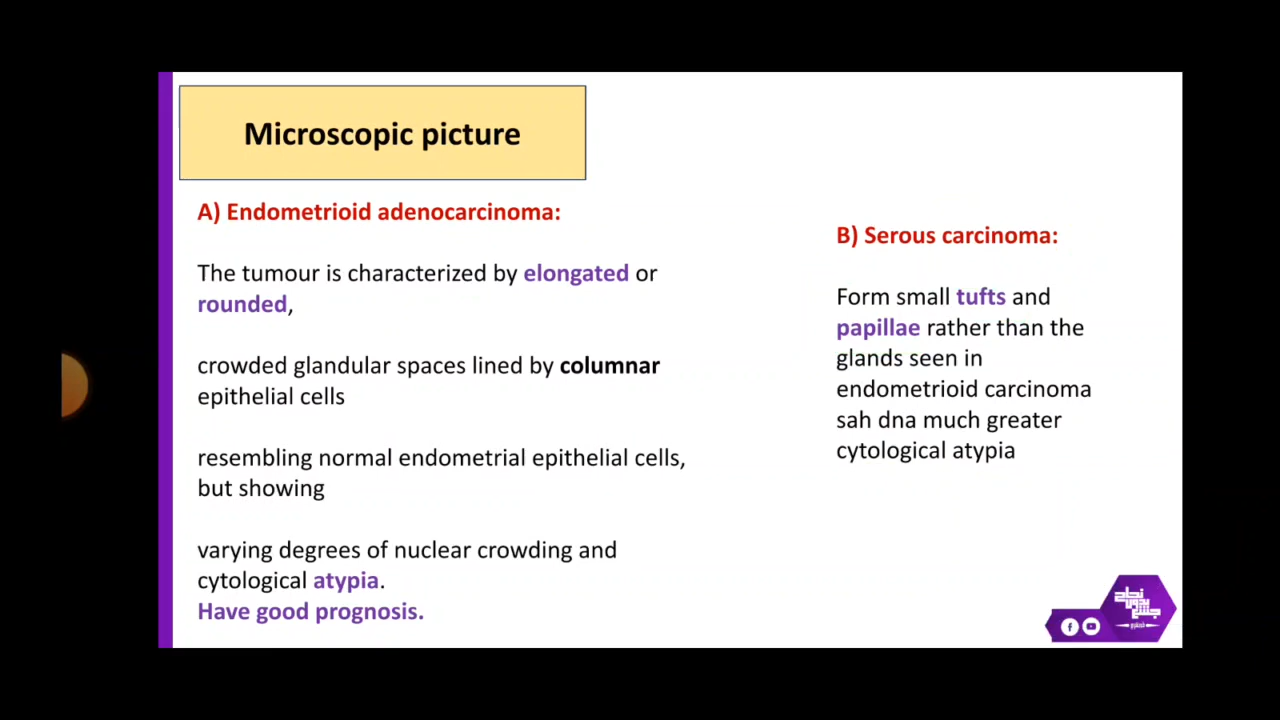 Microscopic picture
A) Endometrioid adenocarcinoma:
The tumour is characterized by elongated or
rounded,
crowded glandular spaces lined by columnar
epithelial cells
resembling normal endometrial epithelial cells,
but showing
varying degrees of nuclear crowding and
cytological atypia.
Have good prognosis.
B) Serous carcinoma:
Form small tufts and
papillae rather than the
glands seen in
endometrioid carcinoma
sah dna much greater
cytological atypia